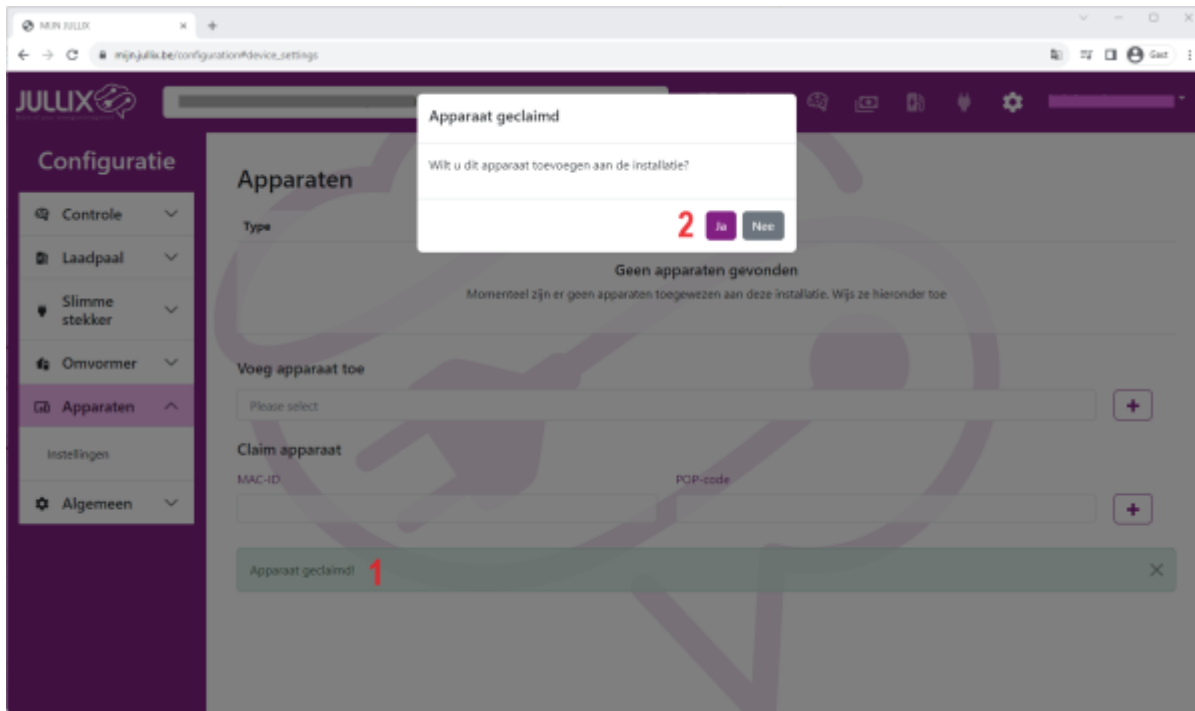 MIJN JULLIX
mijn.jullix.be/configuration#device_settings
Gast
JULLIX
Configuratie
Controle
Laadpaal
Slimme
stekker
Omvormer
Apparaten
Instellingen
Algemeen
Apparaat geclaimd
Wilt u dit apparaat toevoegen aan de installatie?
2 Ja Nee
Apparaten
Type
Geen apparaten gevonden
Momenteel zijn er geen apparaten toegewezen aan deze installatie. Wijs ze hieronder toe
Voeg apparaat toe
Please select
Claim apparaat
MAC-ID POP-code
Apparaat geclaimd! 1